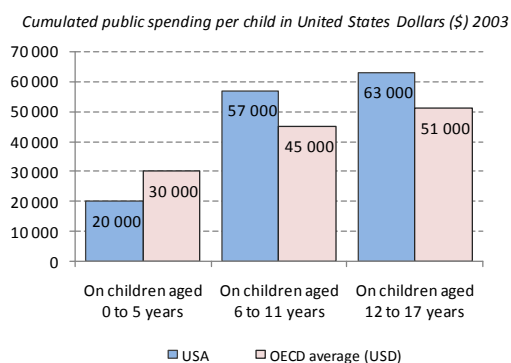 Cumulated public spending per child in United States Dollars ($) 2003
70 000
60 000
50 000
40 000
30 000
20 000
10 000
0
20 000
30 000
57 000
45 000
63 000
51 000
On children aged
0 to 5 years
On children aged
6 to 11 years
On children aged
12 to 17 years
USA
OECD average (USD)